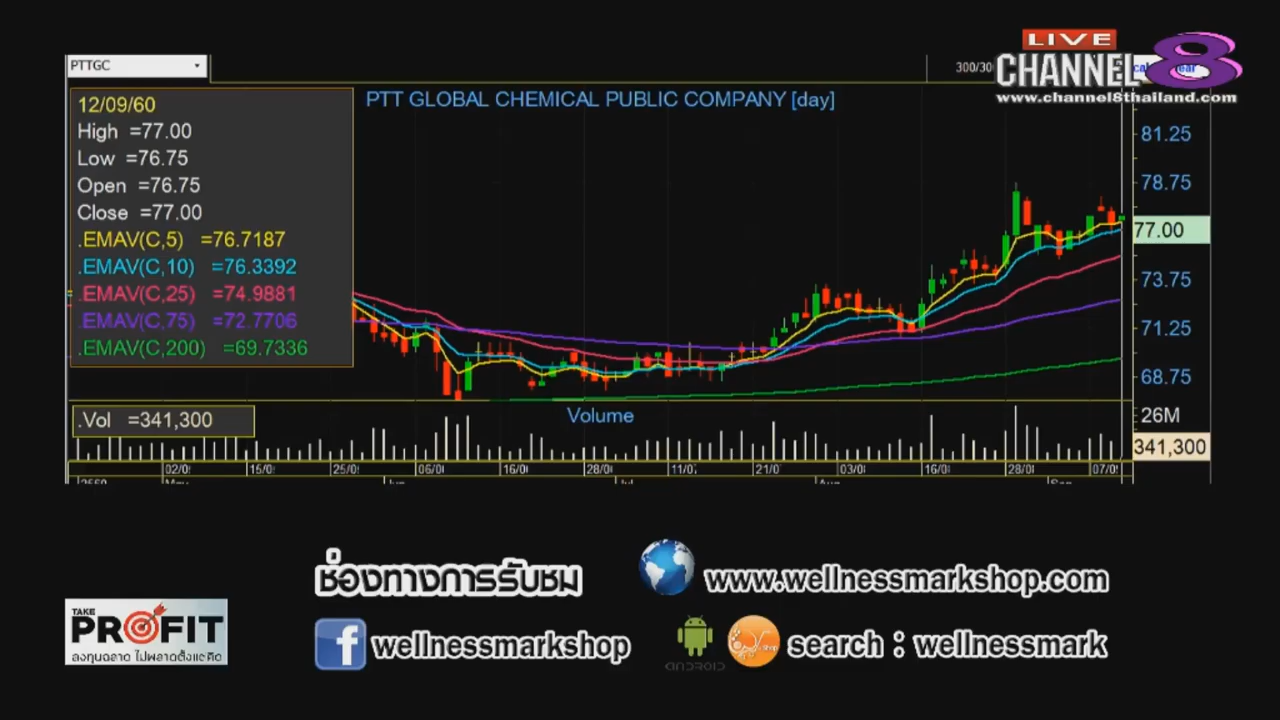 LIVE
CHANNEL 8
www.channel8thailand.com
PTTGC
300/30
PTT GLOBAL CHEMICAL PUBLIC COMPANY [day]
12/09/60
High =77.00
Low =76.75
Open =76.75
Close =77.00
.EMAV(C,5) =76.7187
.EMAV(C,10) =76.3392
.EMAV(C,25) =74.9881
.EMAV(C,75) =72.7706
.EMAV(C,200) =69.7336
81.25
78.75
77.00
73.75
71.25
68.75
.Vol =341,300
Volume
26M
341,300
02/0 15/0 25/0 06/0 16/0 28/0 11/0 21/0 03/0 16/0 28/0 07/0
ช่องทางการรับชม
www.wellnessmarkshop.com
TAKE
PROFIT
ลงทุนฉลาด ไม่พลาดตั้งแต่คิด
wellnessmarkshop
ANDROID
search : wellnessmark